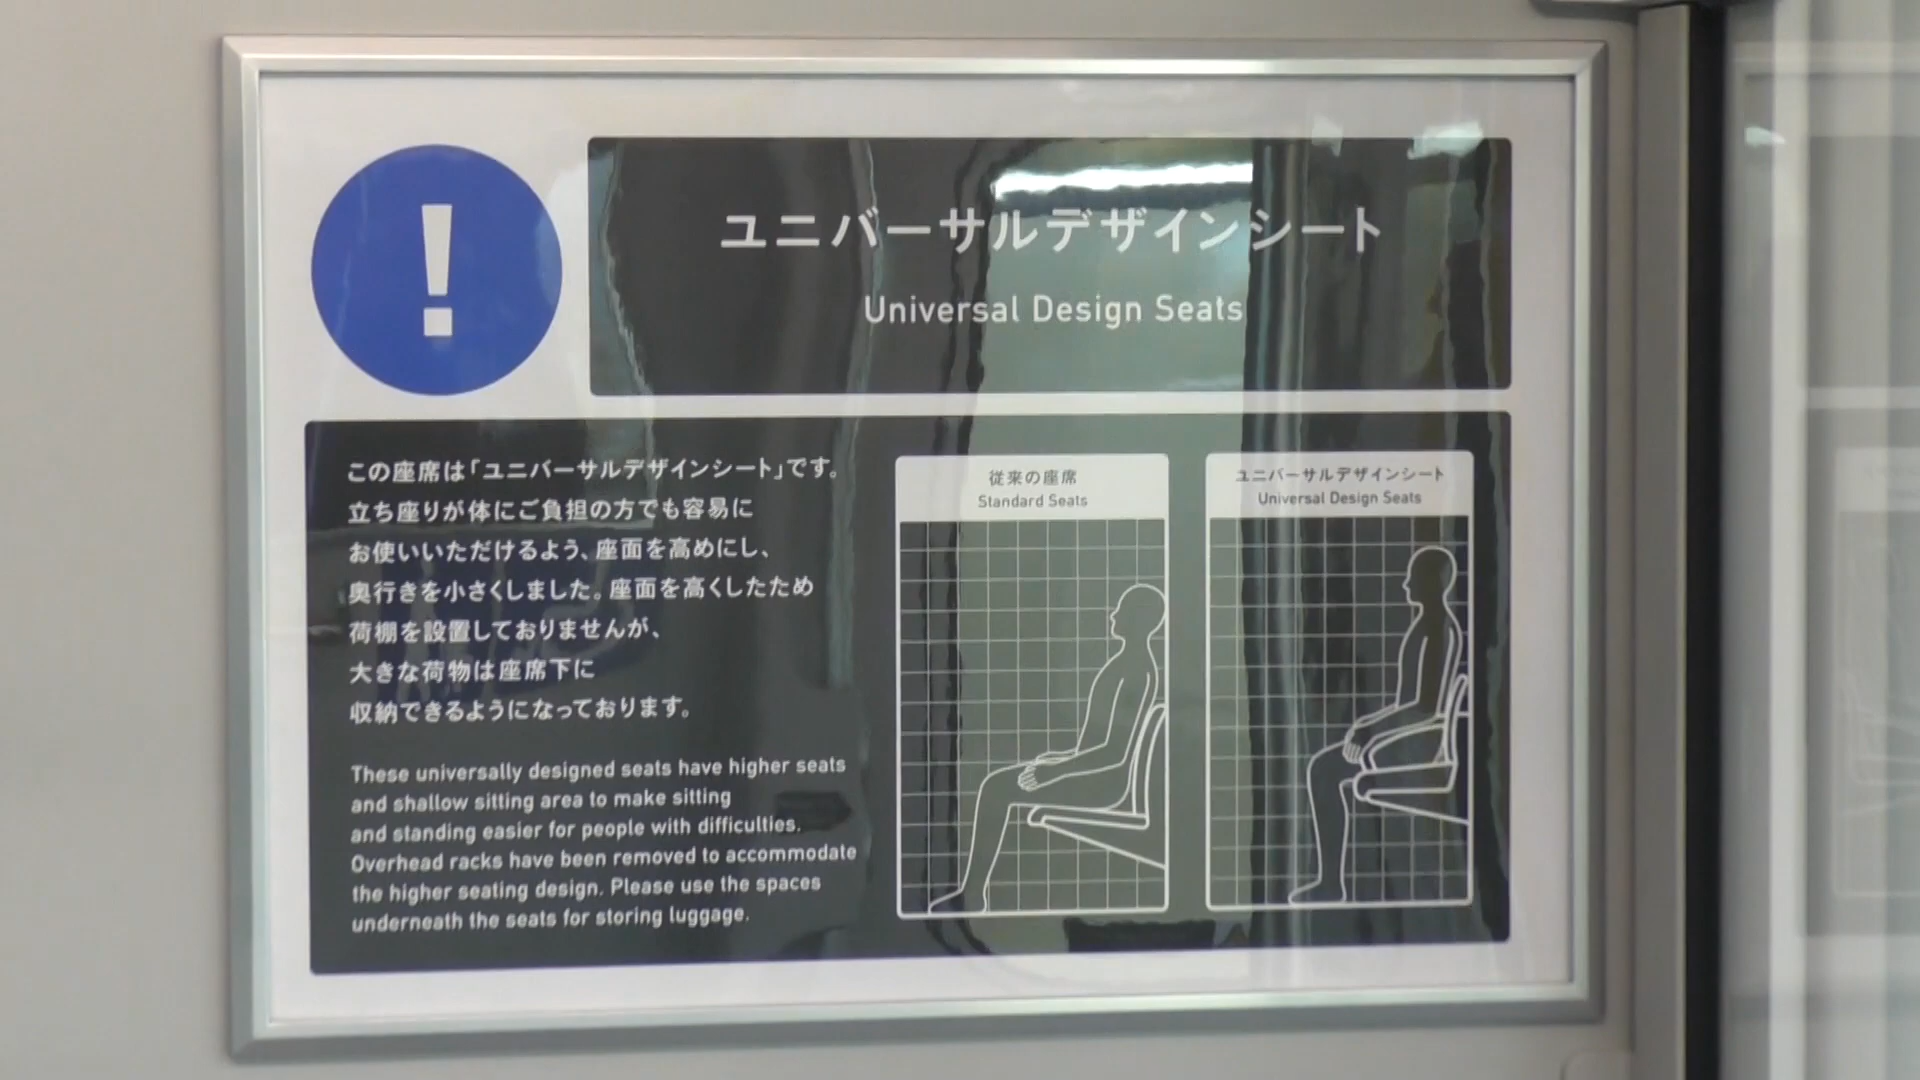 !
ユニバーサルデザインシート
Universal Design Seats
この座席は「ユニバーサルデザインシート」です。
立ち座りが体にご負担の方でも容易に
お使いいただけるよう、座面を高めにし、
奥行きを小さくしました。座面を高くしたため
荷棚を設置しておりませんが、
大きな荷物は座席下に
収納できるようになっております。
These universally designed seats have higher seats
and shallow sitting area to make sitting
and standing easier for people with difficulties.
Overhead racks have been removed to accommodate
the higher seating design. Please use the spaces
underneath the seats for storing luggage.
従来の座席
Standard Seats
ユニバーサルデザインシート
Universal Design Seats